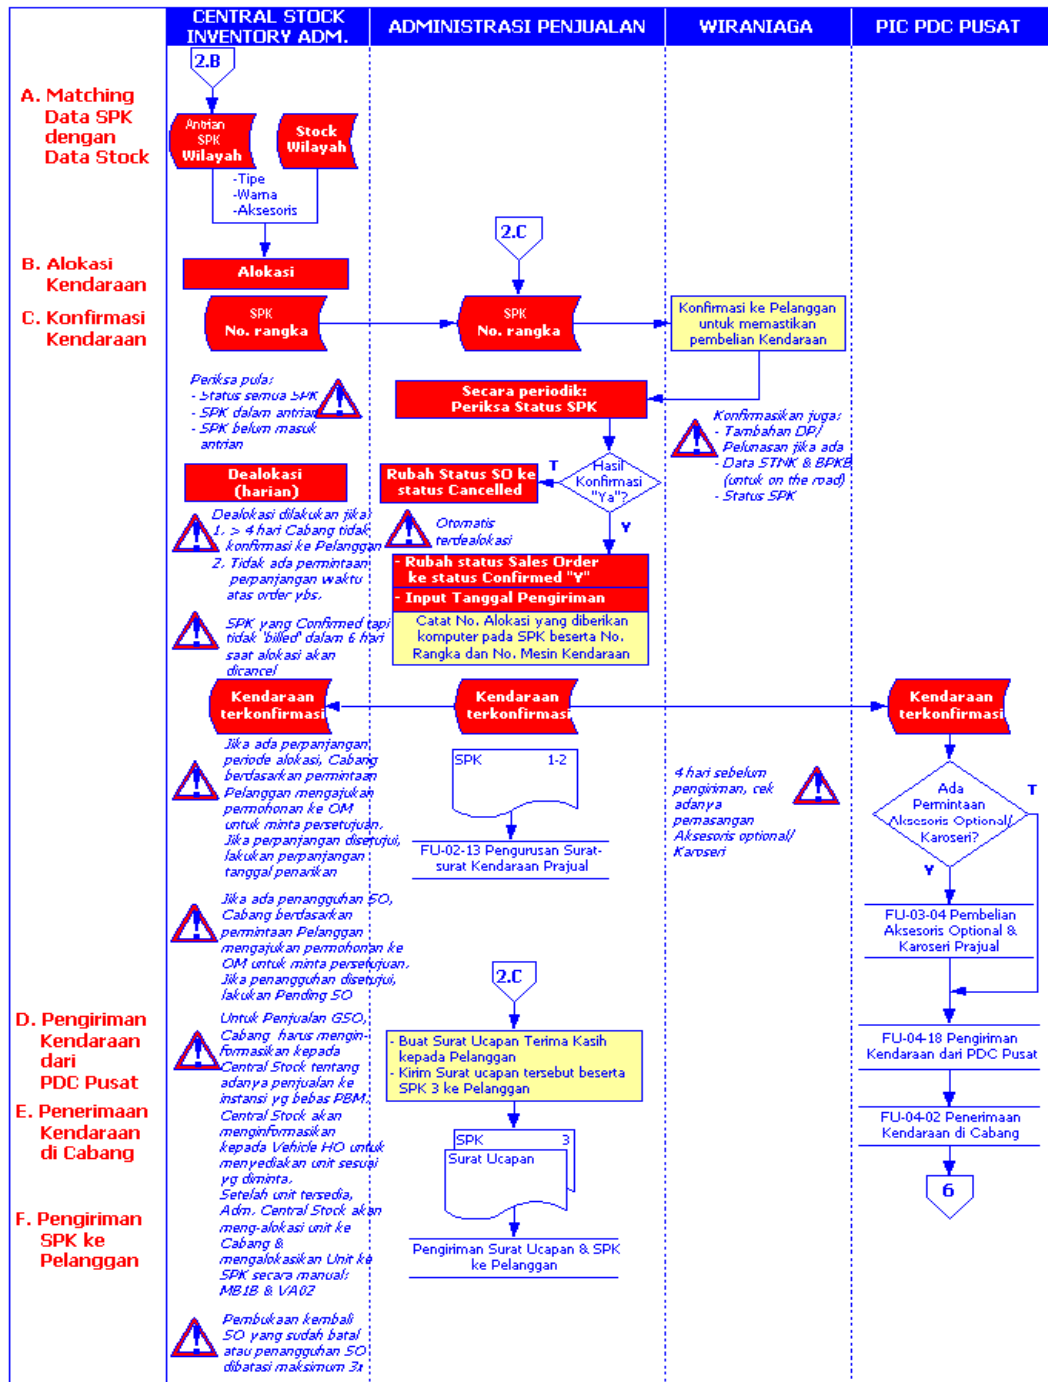 CENTRAL STOCK
INVENTORY ADM.
ADMINISTRASI PENJUALAN
WIRANIAGA
PIC PDC PUSAT
A. Matching
Data SPK
dengan
Data Stock
2.B
Antrian
SPK
Wilayah
Stock
Wilayah
-Tipe
-Warna
-Aksesoris
2.C
B. Alokasi
Kendaraan
Alokasi
C. Konfirmasi
Kendaraan
SPK
No. rangka
SPK
No. rangka
Konfirmasi ke Pelanggan
untuk memastikan
pembelian Kendaraan
Periksa pula:
- Status semua SPK
- SPK dalam antrian
- SPK belum masuk
antrian
Secara periodik:
Periksa Status SPK
Konfirmasikan juga:
- Tambahan DP/
Pelunasan jika ada
- Data STNK & BPKB
(untuk on the road)
- Status SPK
Hasil
Konfirmasi
"Ya"?
T
Y
Rubah Status SO ke
status Cancelled
Otomatis
terdealokasi
Dealokasi
(harian)
Dealokasi dilakukan jika:
1. > 4 hari Cabang tidak
konfirmasi ke Pelanggan
2. Tidak ada permintaan
perpanjangan waktu
atas order ybs.
- Rubah status Sales Order
ke status Confirmed "Y"
- Input Tanggal Pengiriman
Catat No. Alokasi yang diberikan
komputer pada SPK beserta No.
Rangka dan No. Mesin Kendaraan
SPK yang Confirmed tapi
tidak 'billed' dalam 6 hari
saat alokasi akan
dicancel
Kendaraan
terkonfirmasi
Kendaraan
terkonfirmasi
Kendaraan
terkonfirmasi
Jika ada perpanjangan
periode alokasi, Cabang
berdasarkan permintaan
Pelanggan mengajukan
permohonan ke OM
untuk minta persetujuan.
Jika perpanjangan disetujui,
lakukan perpanjangan
tanggal penarikan
SPK 1-2
FU-02-13 Pengurusan Surat-
surat Kendaraan Prajual
4 hari sebelum
pengiriman, cek
adanya
pemasangan
Aksesoris optional/
Karoseri
Ada
Permintaan
Aksesoris Optional/
Karoseri?
T
Y
FU-03-04 Pembelian
Aksesoris Optional &
Karoseri Prajual
Jika ada penangguhan SO,
Cabang berdasarkan
permintaan Pelanggan
mengajukan permohonan ke
OM untuk minta persetujuan.
Jika penangguhan disetujui,
lakukan Pending SO
2.C
D. Pengiriman
Kendaraan
dari
PDC Pusat
Untuk Penjualan GSO,
Cabang harus mengin-
formasikan kepada
Central Stock tentang
adanya penjualan ke
instansi yg bebas PBM.
Central Stock akan
menginformasikan
kepada Vehicle HO untuk
menyediakan unit sesuai
yg diminta.
Setelah unit tersedia,
Adm. Central Stock akan
meng-alokasi unit ke
Cabang &
mengalokasikan Unit ke
SPK secara manual:
MB1B & VA02
- Buat Surat Ucapan Terima Kasih
kepada Pelanggan
- Kirim Surat ucapan tersebut beserta
SPK 3 ke Pelanggan
FU-04-18 Pengiriman
Kendaraan dari PDC Pusat
E. Penerimaan
Kendaraan
di Cabang
FU-04-02 Penerimaan
Kendaraan di Cabang
SPK 3
Surat Ucapan
6
F. Pengiriman
SPK ke
Pelanggan
Pengiriman Surat Ucapan & SPK
ke Pelanggan
Pembukaan kembali
SO yang sudah batal
atau penangguhan SO
dibatasi maksimum 3x